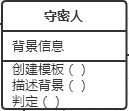 守密人
背景信息
创建模板（ ）
描述背景（ ）
判定（ ）